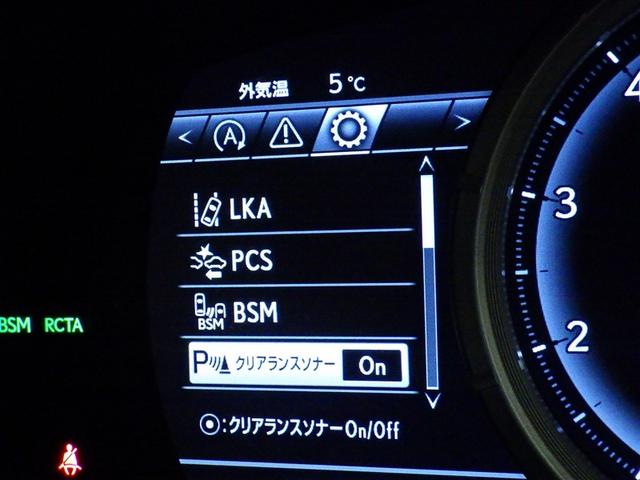 外気温 5℃
< A >
LKA
PCS
BSM BSM
P クリアランスソナー On
:クリアランスソナーOn/Off
BSM RCTA
4
3
2